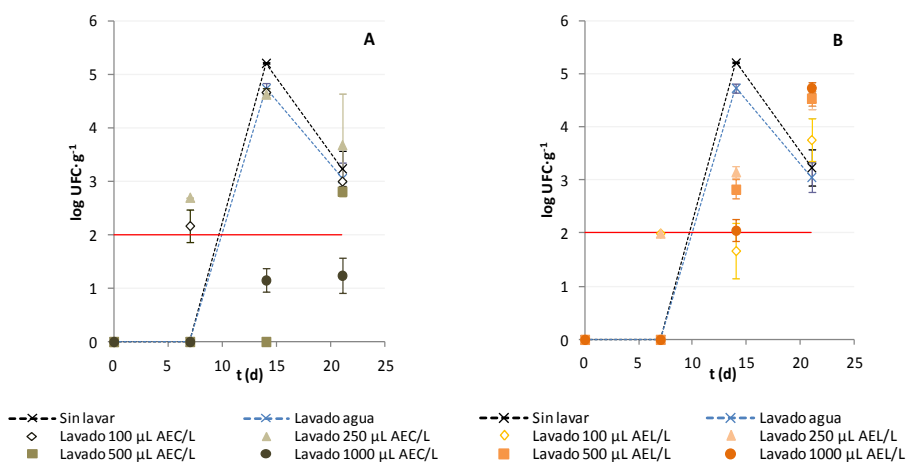 A
B
log UFC·g⁻¹
6
5
4
3
2
1
0
0 5 10 15 20 25
t (d)
log UFC·g⁻¹
6
5
4
3
2
1
0
0 5 10 15 20 25
t (d)
Sin lavar Lavado agua
Lavado 100 µL AEC/L Lavado 250 µL AEC/L
Lavado 500 µL AEC/L Lavado 1000 µL AEC/L
Sin lavar Lavado agua
Lavado 100 µL AEL/L Lavado 250 µL AEL/L
Lavado 500 µL AEL/L Lavado 1000 µL AEL/L